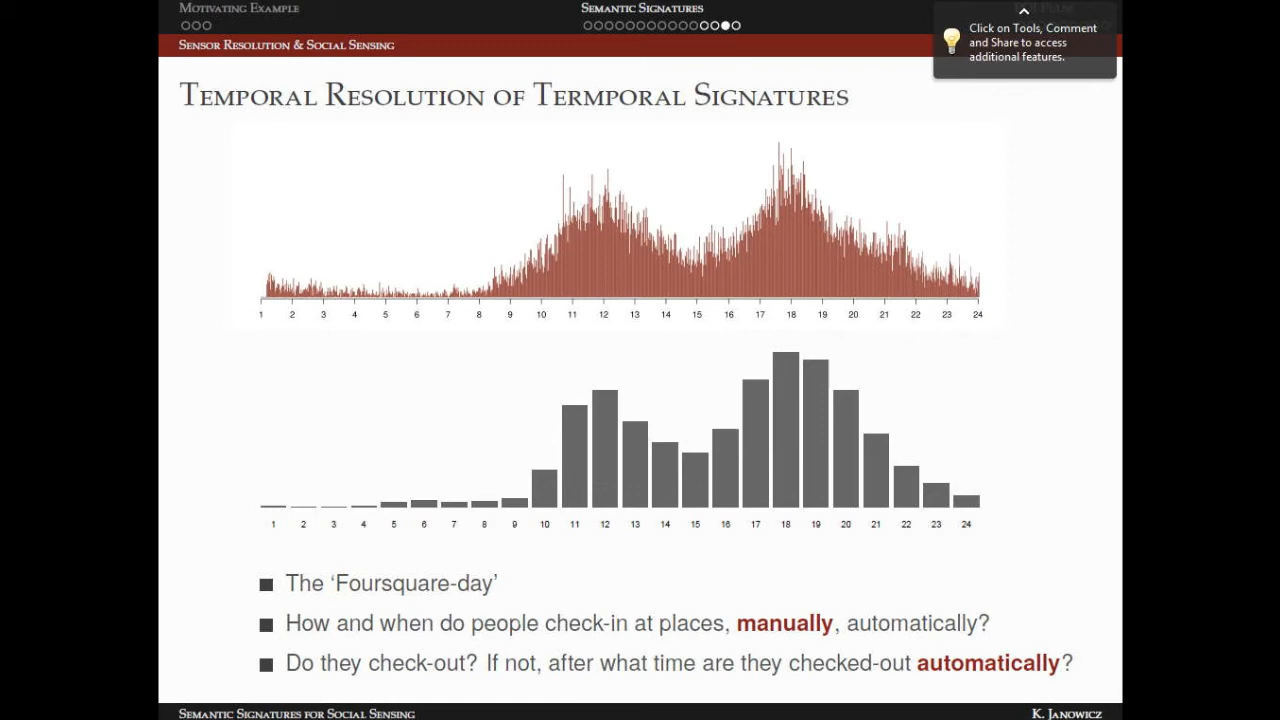 MOTIVATING EXAMPLE
SEMANTIC SIGNATURES
SENSOR RESOLUTION & SOCIAL SENSING
Click on Tools, Comment
and Share to access
additional features.
TEMPORAL RESOLUTION OF TERMPORAL SIGNATURES
1 2 3 4 5 6 7 8 9 10 11 12 13 14 15 16 17 18 19 20 21 22 23 24
1 2 3 4 5 6 7 8 9 10 11 12 13 14 15 16 17 18 19 20 21 22 23 24
The ‘Foursquare-day’
How and when do people check-in at places, manually, automatically?
Do they check-out? If not, after what time are they checked-out automatically?
SEMANTIC SIGNATURES FOR SOCIAL SENSING
K. JANOWICZ